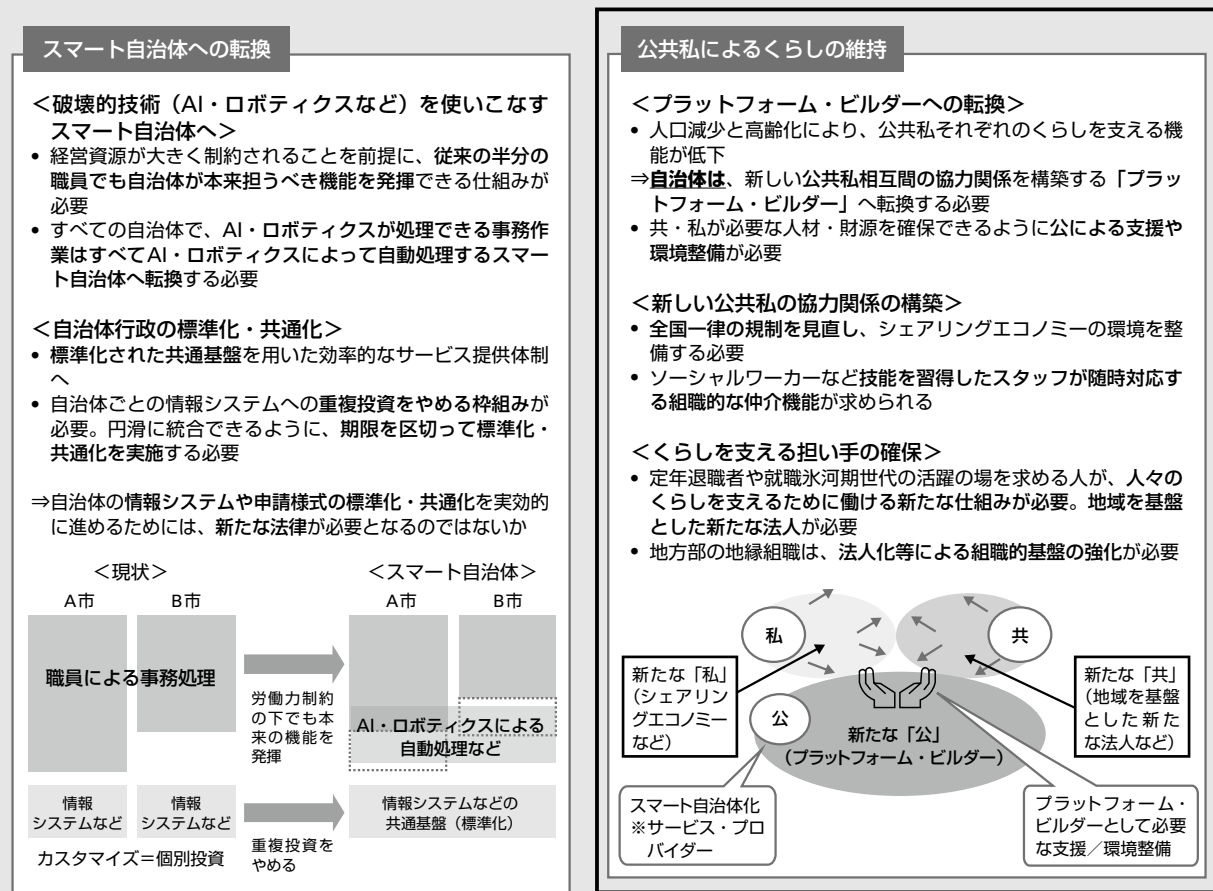 スマート自治体への転換
＜破壊的技術（AI・ロボティクスなど）を使いこなす
スマート自治体へ＞
• 経営資源が大きく制約されることを前提に、従来の半分の
職員でも自治体が本来担うべき機能を発揮できる仕組みが
必要
• すべての自治体で、AI・ロボティクスが処理できる事務作
業はすべてAI・ロボティクスによって自動処理するスマー
ト自治体へ転換する必要
＜自治体行政の標準化・共通化＞
• 標準化された共通基盤を用いた効率的なサービス提供体制
へ
• 自治体ごとの情報システムへの重複投資をやめる枠組みが
必要。円滑に統合できるように、期限を区切って標準化・
共通化を実施する必要
⇒自治体の情報システムや申請様式の標準化・共通化を実効的
に進めるためには、新たな法律が必要となるのではないか
＜現状＞
A市
B市
職員による事務処理
情報
システムなど
情報
システムなど
カスタマイズ＝個別投資
労働力制約
の下でも本
来の機能を
発揮
重複投資を
やめる
＜スマート自治体＞
A市
B市
AI・ロボティクスによる
自動処理など
情報システムなどの
共通基盤（標準化）
公共私によるくらしの維持
＜プラットフォーム・ビルダーへの転換＞
• 人口減少と高齢化により、公共私それぞれのくらしを支える機
能が低下
⇒自治体は、新しい公共私相互間の協力関係を構築する「プラッ
トフォーム・ビルダー」へ転換する必要
• 共・私が必要な人材・財源を確保できるように公による支援や
環境整備が必要
＜新しい公共私の協力関係の構築＞
• 全国一律の規制を見直し、シェアリングエコノミーの環境を整
備する必要
• ソーシャルワーカーなど技能を習得したスタッフが随時対応す
る組織的な仲介機能が求められる
＜くらしを支える担い手の確保＞
• 定年退職者や就職氷河期世代の活躍の場を求める人が、人々の
くらしを支えるために働ける新たな仕組みが必要。地域を基盤
とした新たな法人が必要
• 地方部の地縁組織は、法人化等による組織的基盤の強化が必要
私
共
新たな「私」
（シェアリン
グエコノミー
など）
新たな「共」
（地域を基盤
とした新た
な法人など）
公
新たな「公」
（プラットフォーム・ビルダー）
スマート自治体化
※サービス・プロ
バイダー
プラットフォーム・
ビルダーとして必要
な支援／環境整備